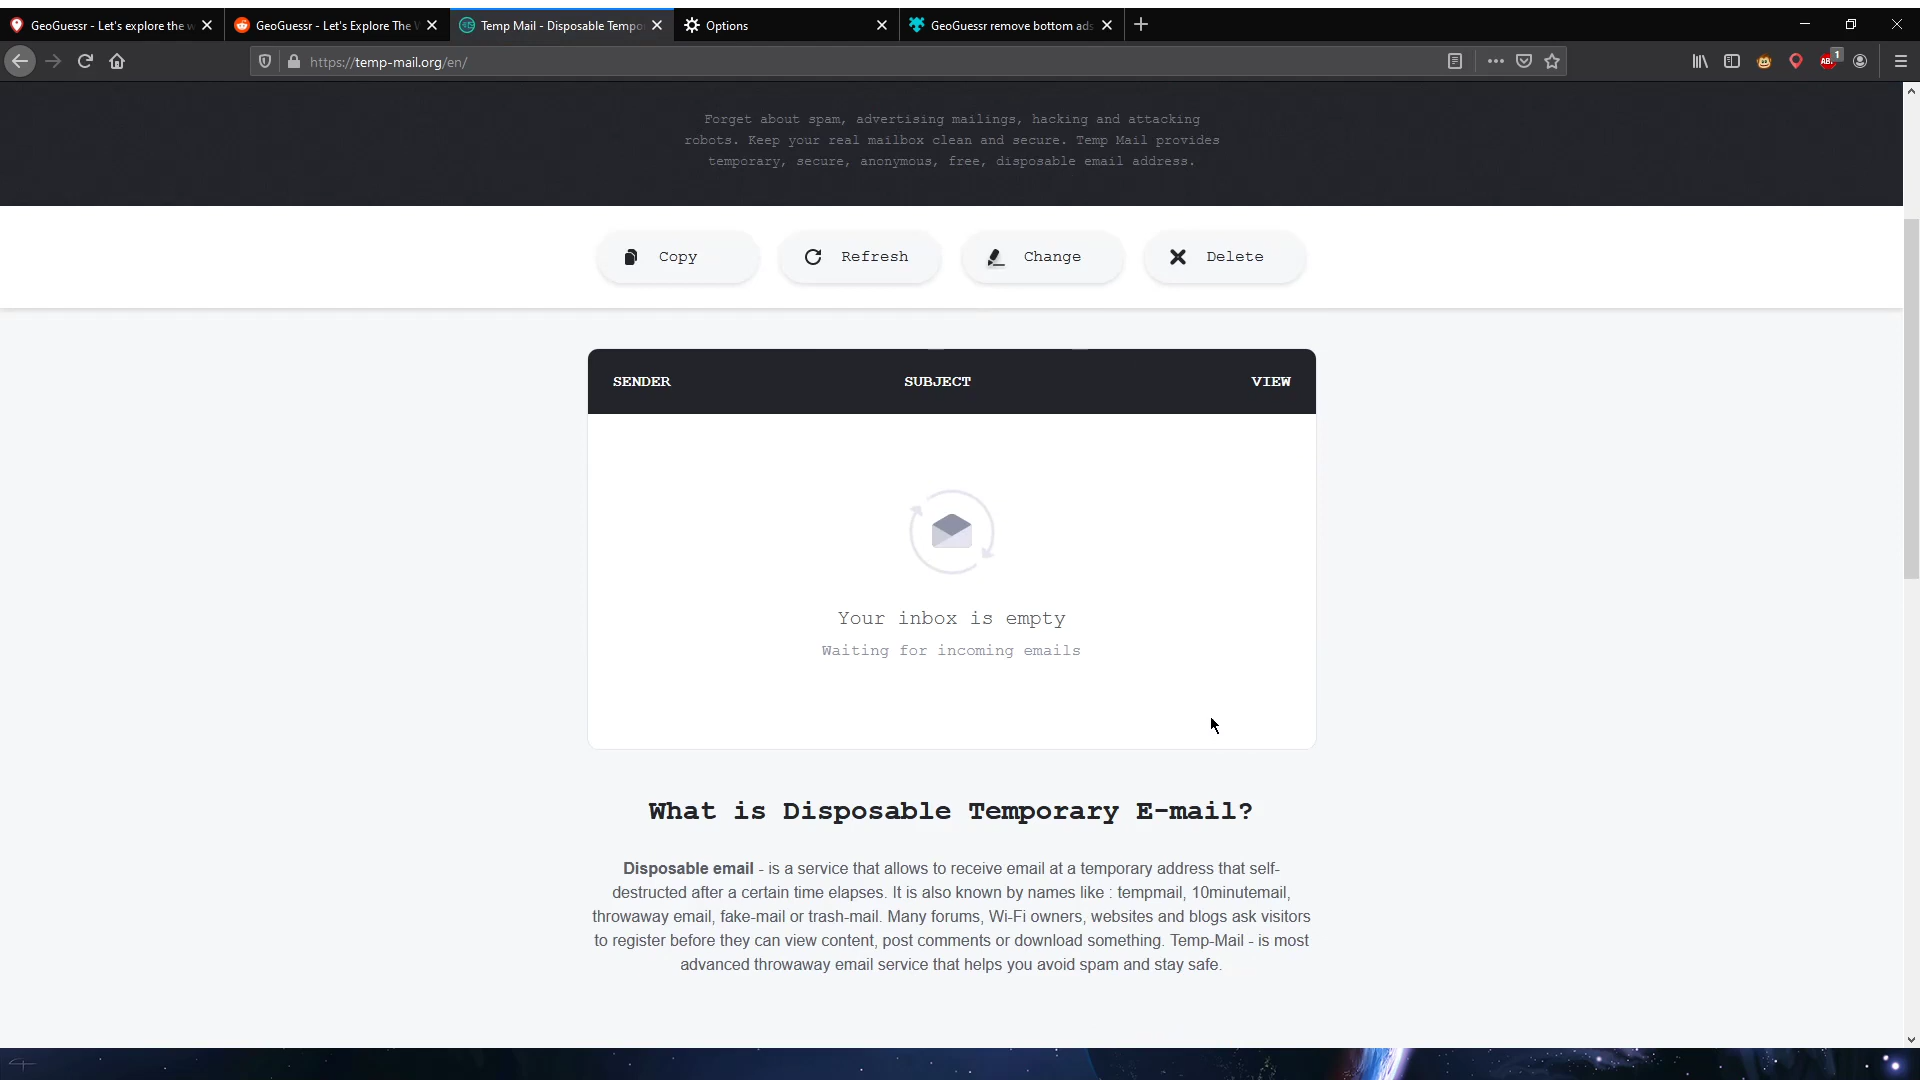 GeoGuessr - Let's explore the w
GeoGuessr - Let's Explore The W
Temp Mail - Disposable Tempo
Options
GeoGuessr remove bottom ads
https://temp-mail.org/en/
ABP
1
Forget about spam, advertising mailings, hacking and attacking
robots. Keep your real mailbox clean and secure. Temp Mail provides
temporary, secure, anonymous, free, disposable email address.
Copy
Refresh
Change
Delete
SENDER
SUBJECT
VIEW
Your inbox is empty
Waiting for incoming emails
What is Disposable Temporary E-mail?
Disposable email - is a service that allows to receive email at a temporary address that self-
destructed after a certain time elapses. It is also known by names like : tempmail, 10minutemail,
throwaway email, fake-mail or trash-mail. Many forums, Wi-Fi owners, websites and blogs ask visitors
to register before they can view content, post comments or download something. Temp-Mail - is most
advanced throwaway email service that helps you avoid spam and stay safe.